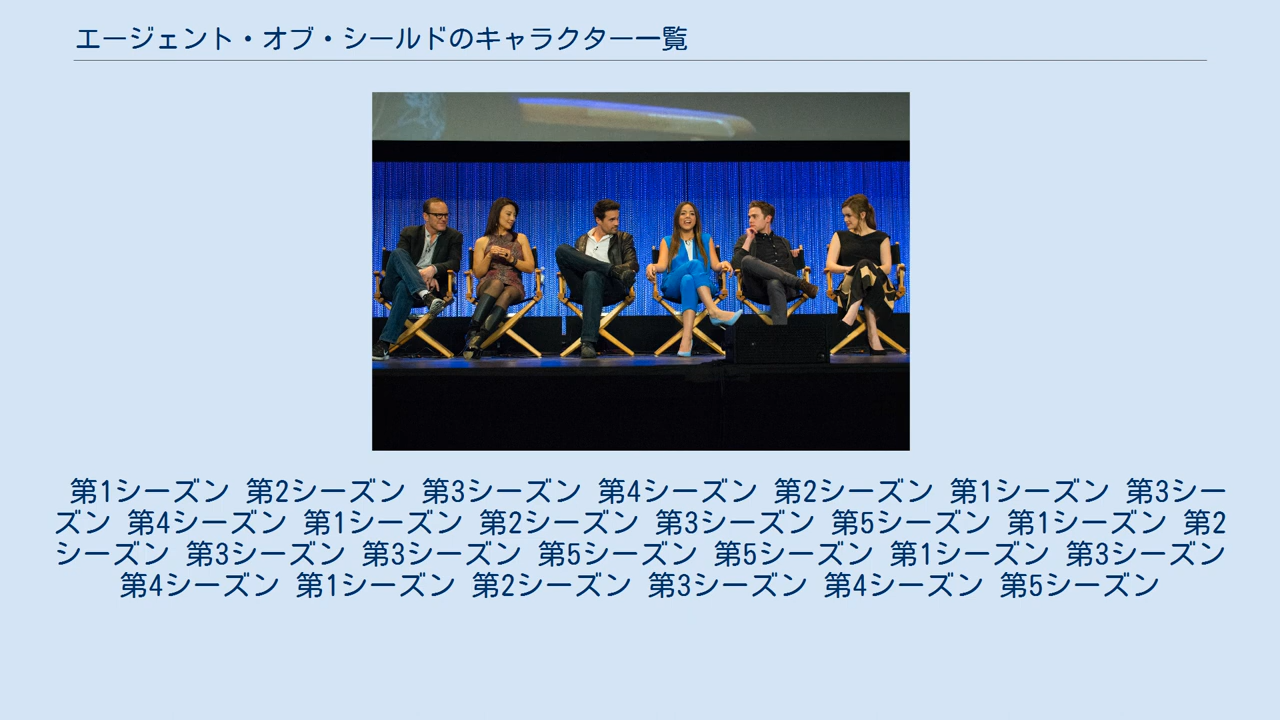 エージェント・オブ・シールドのキャラクター一覧
第1シーズン 第2シーズン 第3シーズン 第4シーズン 第2シーズン 第1シーズン 第3シー
ズン 第4シーズン 第1シーズン 第2シーズン 第3シーズン 第5シーズン 第1シーズン 第2
シーズン 第3シーズン 第3シーズン 第5シーズン 第5シーズン 第1シーズン 第3シーズン
第4シーズン 第1シーズン 第2シーズン 第3シーズン 第4シーズン 第5シーズン